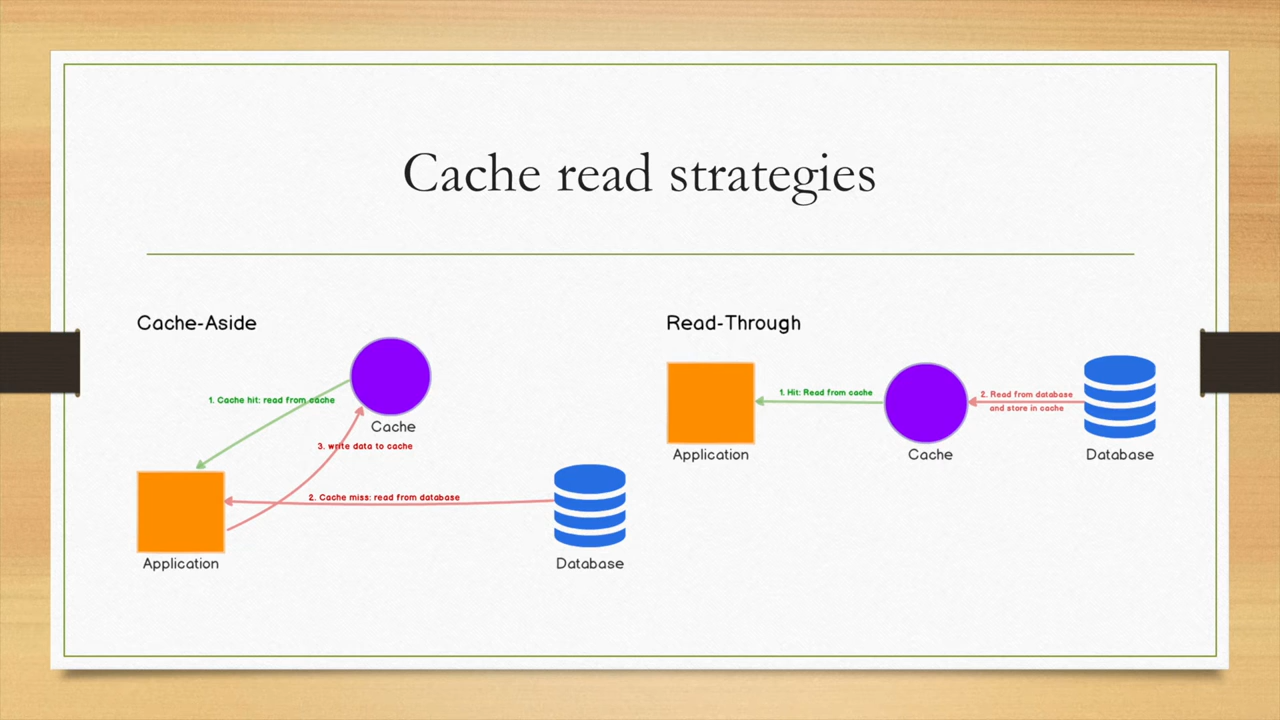 Cache read strategies
Cache-Aside
1. Cache hit: read from cache
Cache
3. write data to cache
2. Cache miss: read from database
Application
Database
Read-Through
1. Hit: Read from cache
2. Read from database
and store in cache
Application
Cache
Database